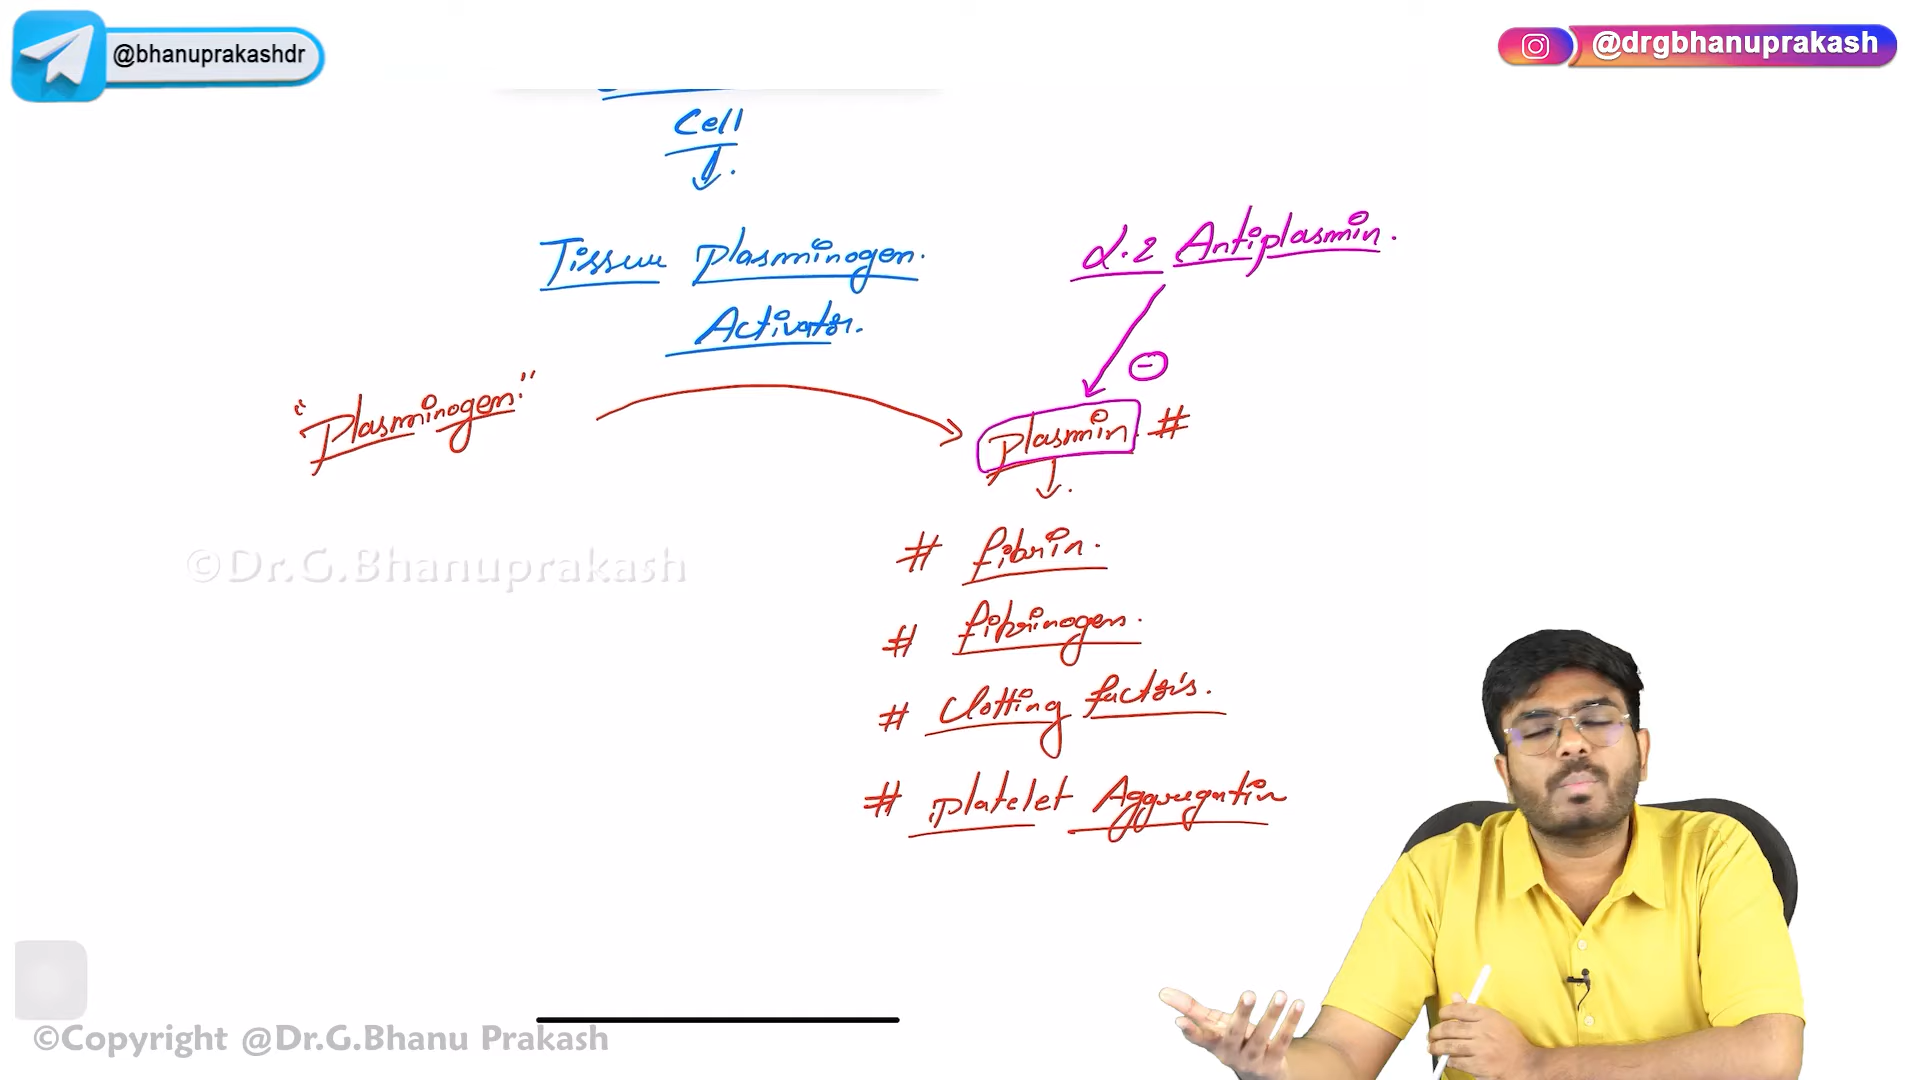 @bhanuprakashdr
@drgbhanuprakash
Cell
Tissue Plasminogen
Activator.
α.2 Antiplasmin.
"Plasminogen."
-
Plasmin. #
# fibrin.
# fibrinogen.
# Clotting factors.
# Platelet Aggregation
©Dr.G.Bhanuprakash
©Copyright @Dr.G.Bhanu Prakash